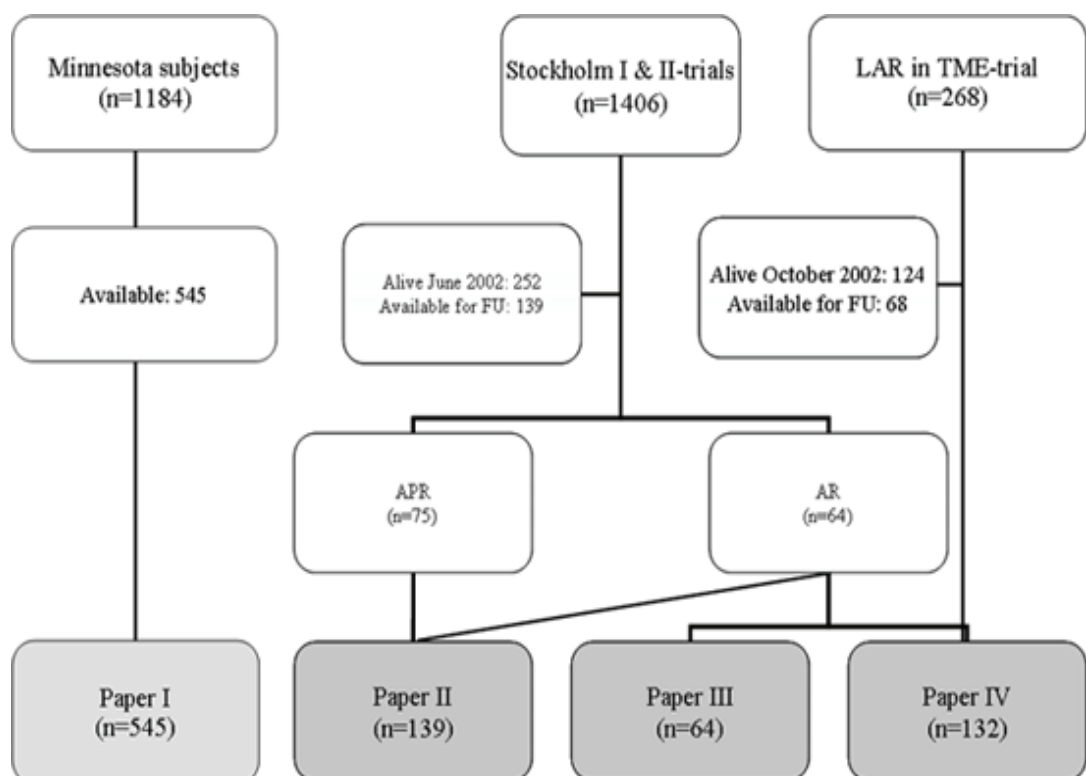 Minnesota subjects
(n=1184)
Stockholm I & II-trials
(n=1406)
LAR in TME-trial
(n=268)
Available: 545
Alive June 2002: 252
Available for FU: 139
Alive October 2002: 124
Available for FU: 68
APR
(n=75)
AR
(n=64)
Paper I
(n=545)
Paper II
(n=139)
Paper III
(n=64)
Paper IV
(n=132)